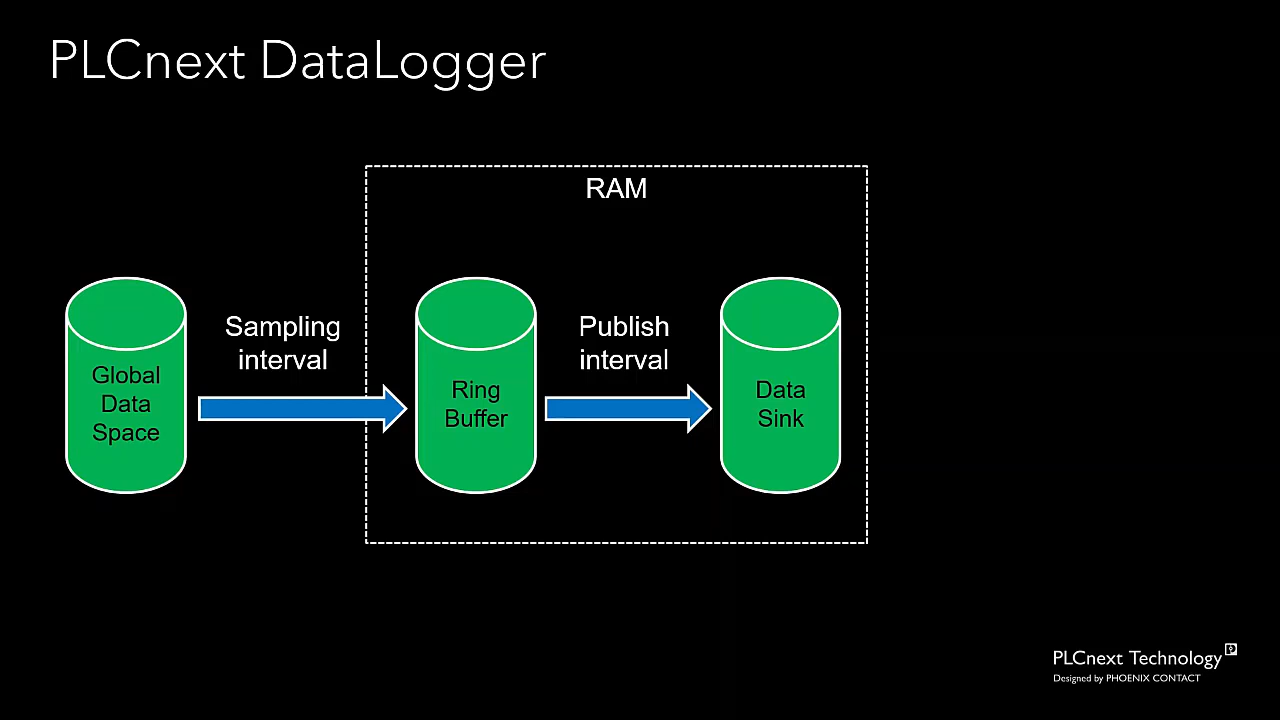 PLCnext DataLogger
RAM
Sampling
interval
Publish
interval
Global
Data
Space
Ring
Buffer
Data
Sink
PLCnext Technology
Designed by PHOENIX CONTACT